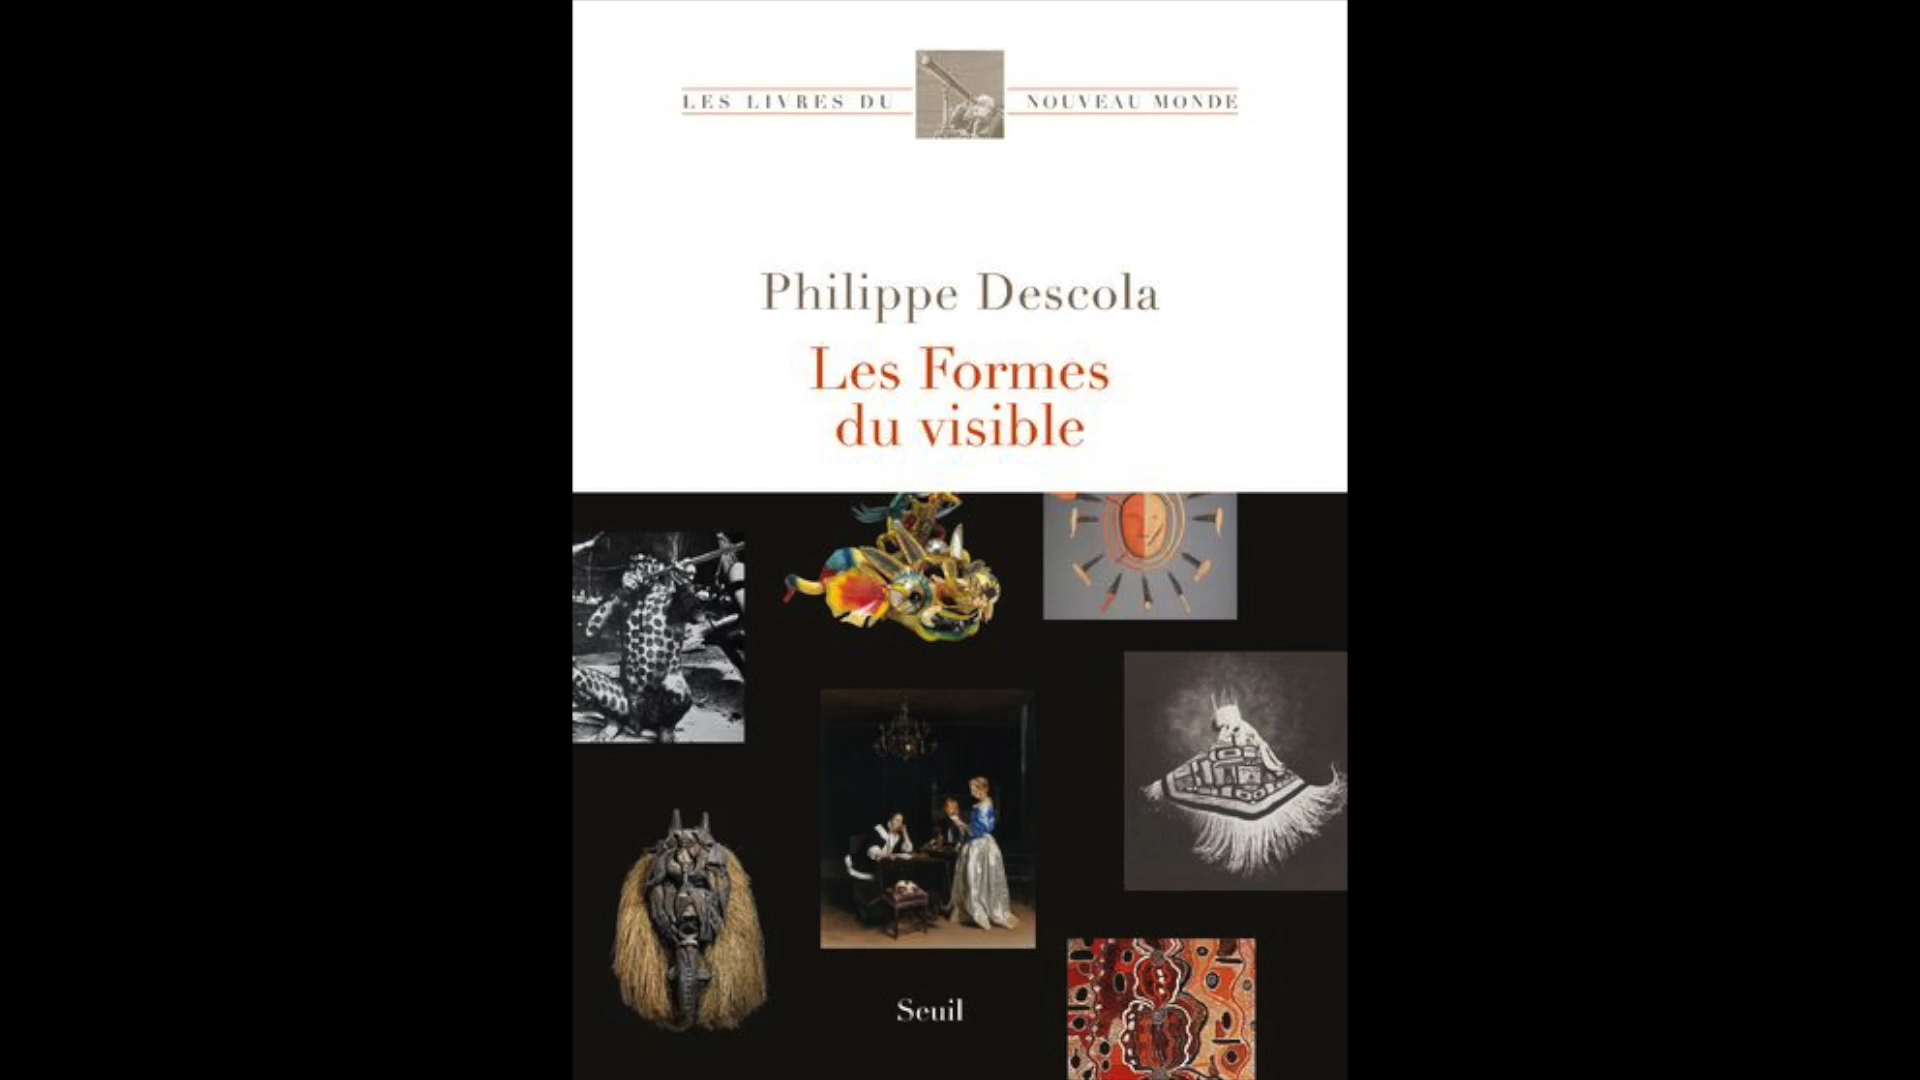 LES LIVRES DU NOUVEAU MONDE
Philippe Descola
Les Formes
du visible
Seuil